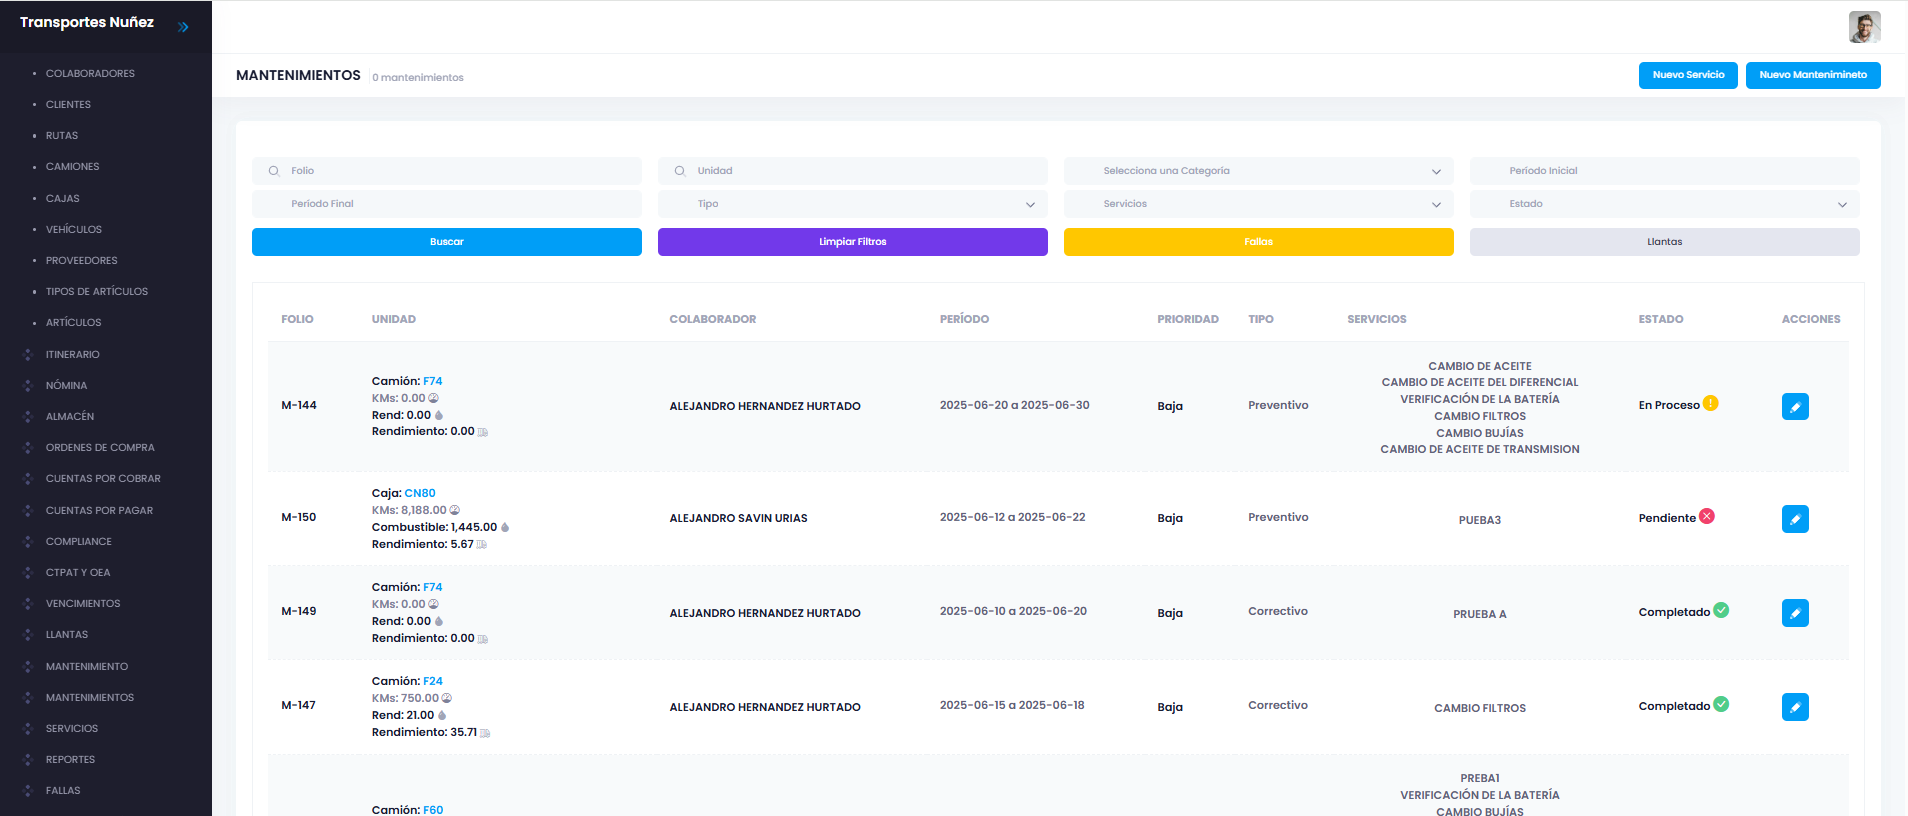 Transportes Nuñez
COLABORADORES
CLIENTES
RUTAS
CAMIONES
CAJAS
VEHÍCULOS
PROVEEDORES
TIPOS DE ARTÍCULOS
ARTÍCULOS
ITINERARIO
NÓMINA
ALMACÉN
ORDENES DE COMPRA
CUENTAS POR COBRAR
CUENTAS POR PAGAR
COMPLIANCE
CTPAT Y OEA
VENCIMIENTOS
LLANTAS
MANTENIMIENTO
MANTENIMIENTOS
SERVICIOS
REPORTES
FALLAS
MANTENIMIENTOS 0 mantenimientos
Nuevo Servicio Nuevo Mantenimineto
Folio Unidad Selecciona una Categoría Período Inicial
Período Final Tipo Servicios Estado
Buscar Limpiar Filtros Fallas Llantas
FOLIO UNIDAD COLABORADOR PERÍODO PRIORIDAD TIPO SERVICIOS ESTADO ACCIONES
M-144
Camión: F74
KMs: 0.00
Rend: 0.00
Rendimiento: 0.00
ALEJANDRO HERNANDEZ HURTADO
2025-06-20 a 2025-06-30
Baja
Preventivo
CAMBIO DE ACEITE
CAMBIO DE ACEITE DEL DIFERENCIAL
VERIFICACIÓN DE LA BATERÍA
CAMBIO FILTROS
CAMBIO BUJÍAS
CAMBIO DE ACEITE DE TRANSMISION
En Proceso
M-150
Caja: CN80
KMs: 8,188.00
Combustible: 1,445.00
Rendimiento: 5.67
ALEJANDRO SAVIN URIAS
2025-06-12 a 2025-06-22
Baja
Preventivo
PUEBA3
Pendiente
M-149
Camión: F74
KMs: 0.00
Rend: 0.00
Rendimiento: 0.00
ALEJANDRO HERNANDEZ HURTADO
2025-06-10 a 2025-06-20
Baja
Correctivo
PRUEBA A
Completado
M-147
Camión: F24
KMs: 750.00
Rend: 21.00
Rendimiento: 35.71
ALEJANDRO HERNANDEZ HURTADO
2025-06-15 a 2025-06-18
Baja
Correctivo
CAMBIO FILTROS
Completado
Camión: F60
PREBA1
VERIFICACIÓN DE LA BATERÍA
CAMBIO BUJÍAS